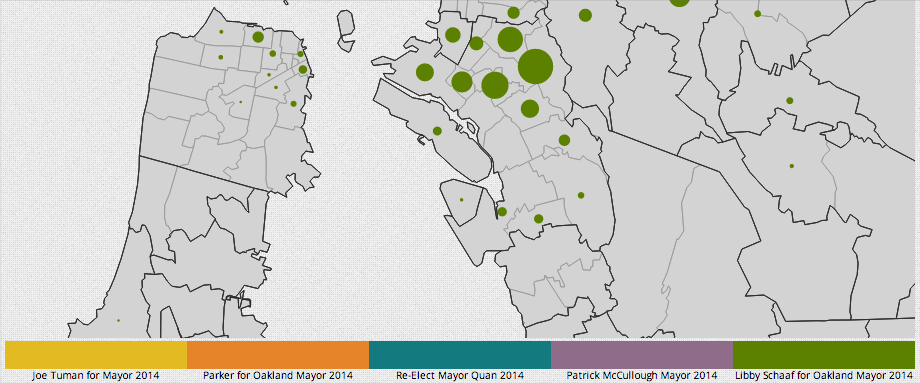 Joe Tuman for Mayor 2014
Parker for Oakland Mayor 2014
Re-Elect Mayor Quan 2014
Patrick McCullough Mayor 2014
Libby Schaaf for Oakland Mayor 2014